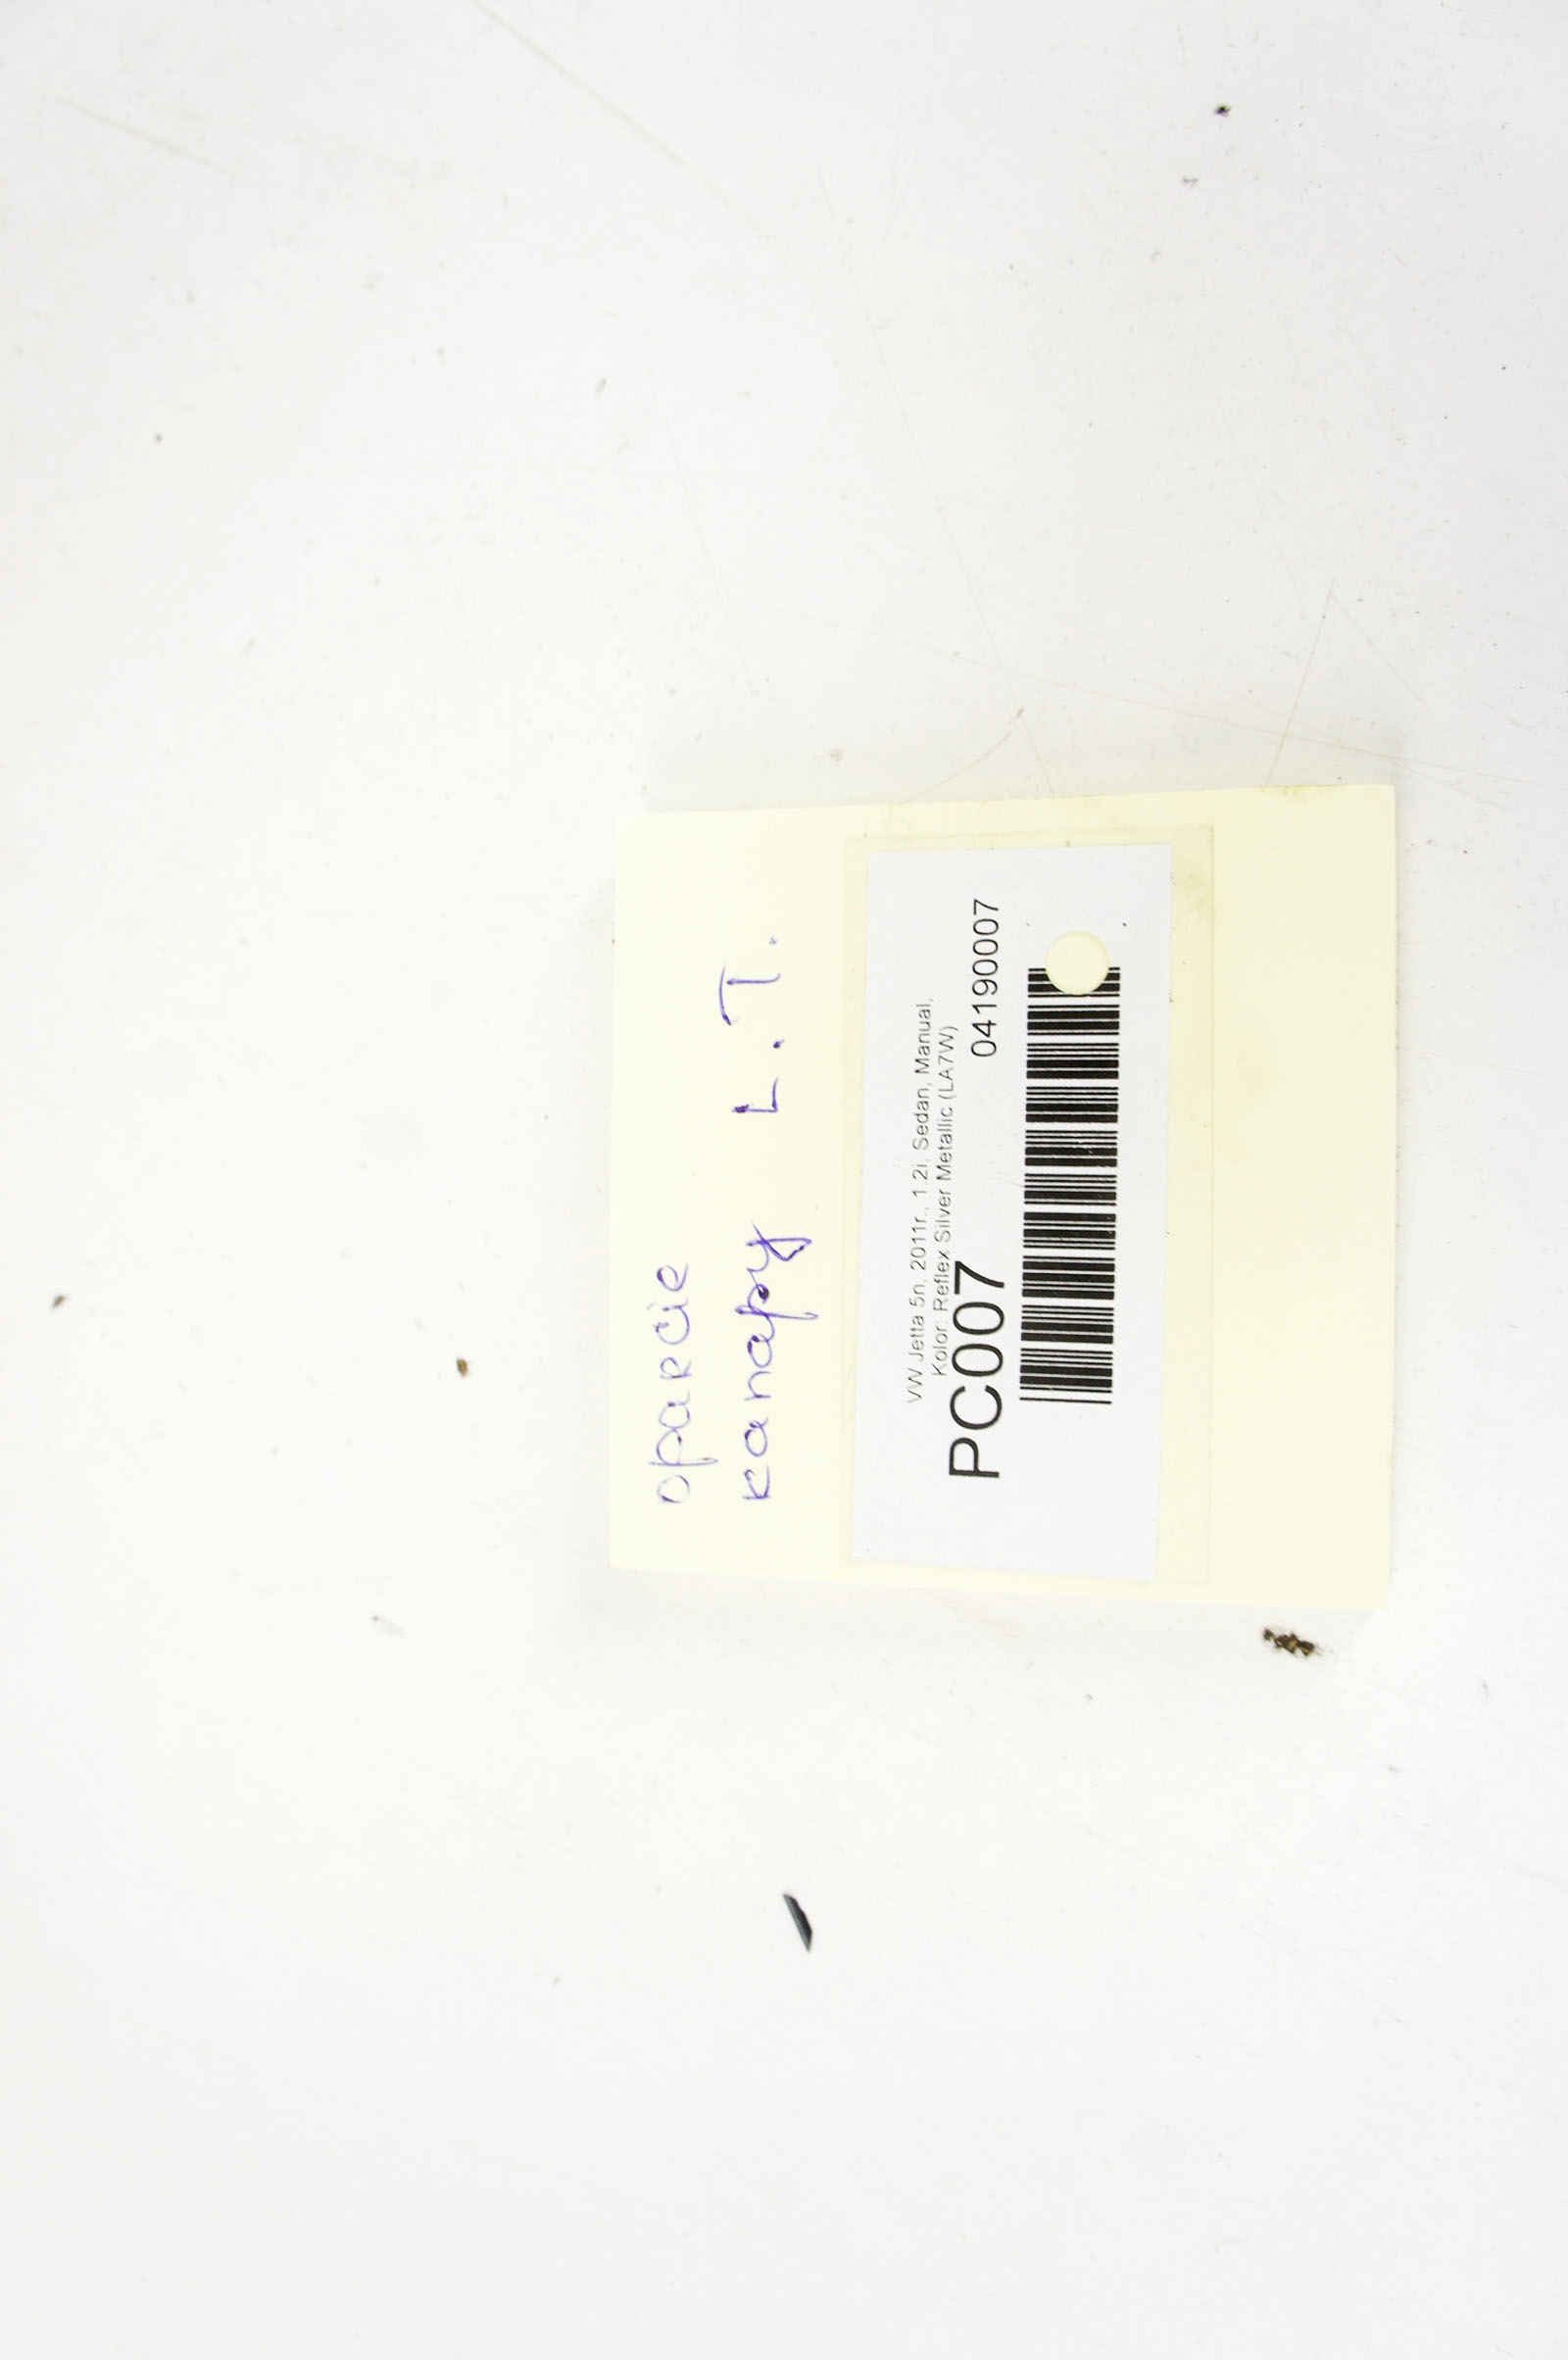 oparcie
kanapy L.T.
VW Jetta 5n, 2011r., 1.2i, Sedan, Manual,
Kolor: Reflex Silver Metallic (LA7W)
PC007 04190007